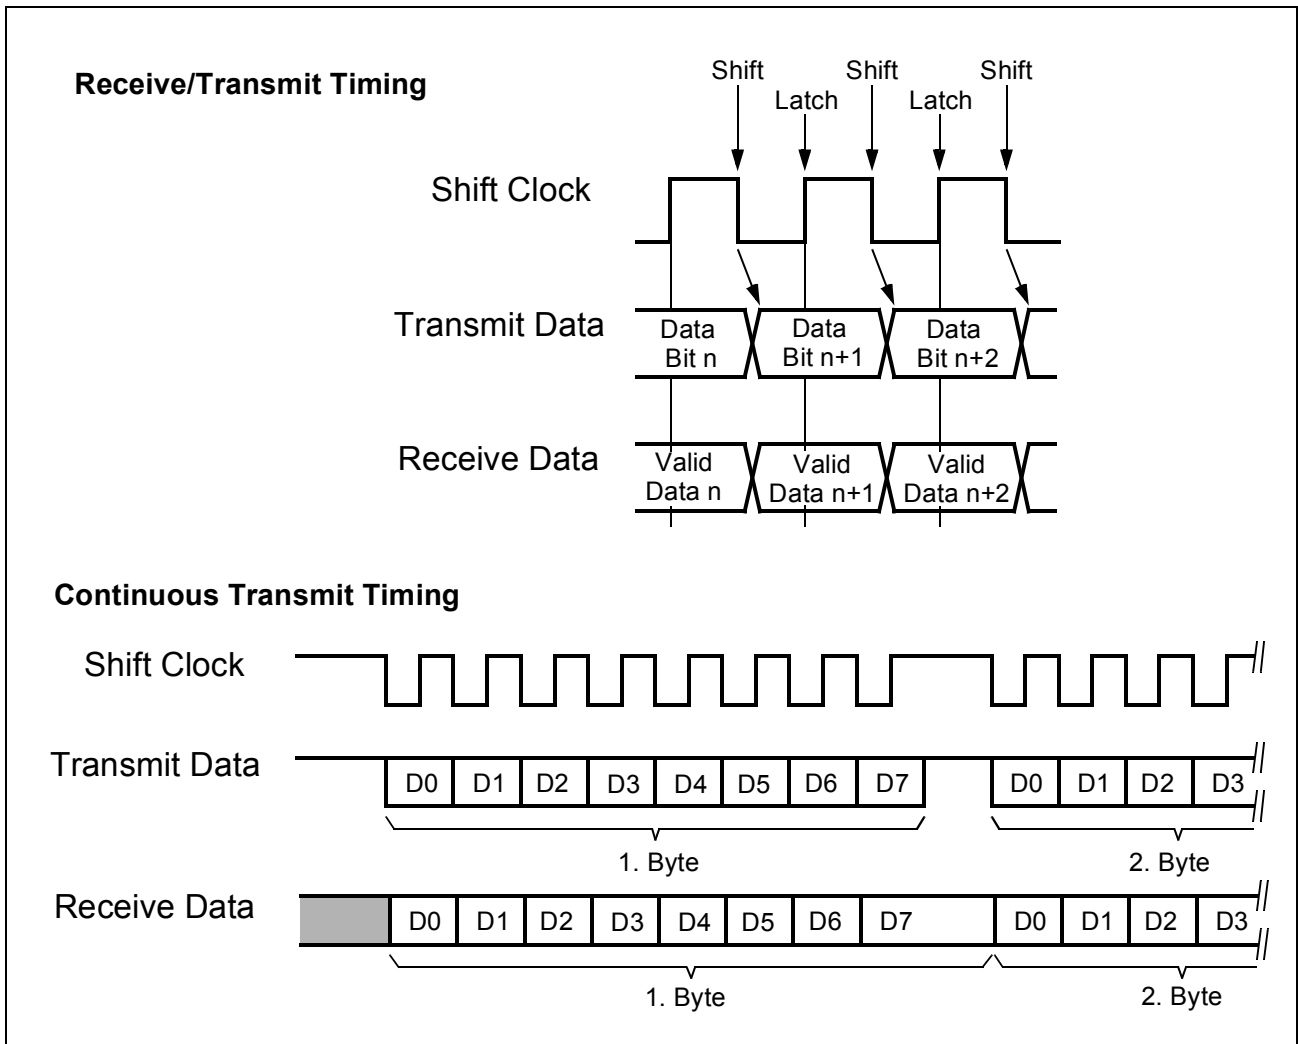 Receive/Transmit Timing
Shift Shift Shift
Latch Latch
Shift Clock
Transmit Data
Data Data Data
Bit n Bit n+1 Bit n+2
Receive Data
Valid Valid Valid
Data n Data n+1 Data n+2
Continuous Transmit Timing
Shift Clock
Transmit Data
D0 D1 D2 D3 D4 D5 D6 D7 D0 D1 D2 D3
1. Byte 2. Byte
Receive Data
D0 D1 D2 D3 D4 D5 D6 D7 D0 D1 D2 D3
1. Byte 2. Byte